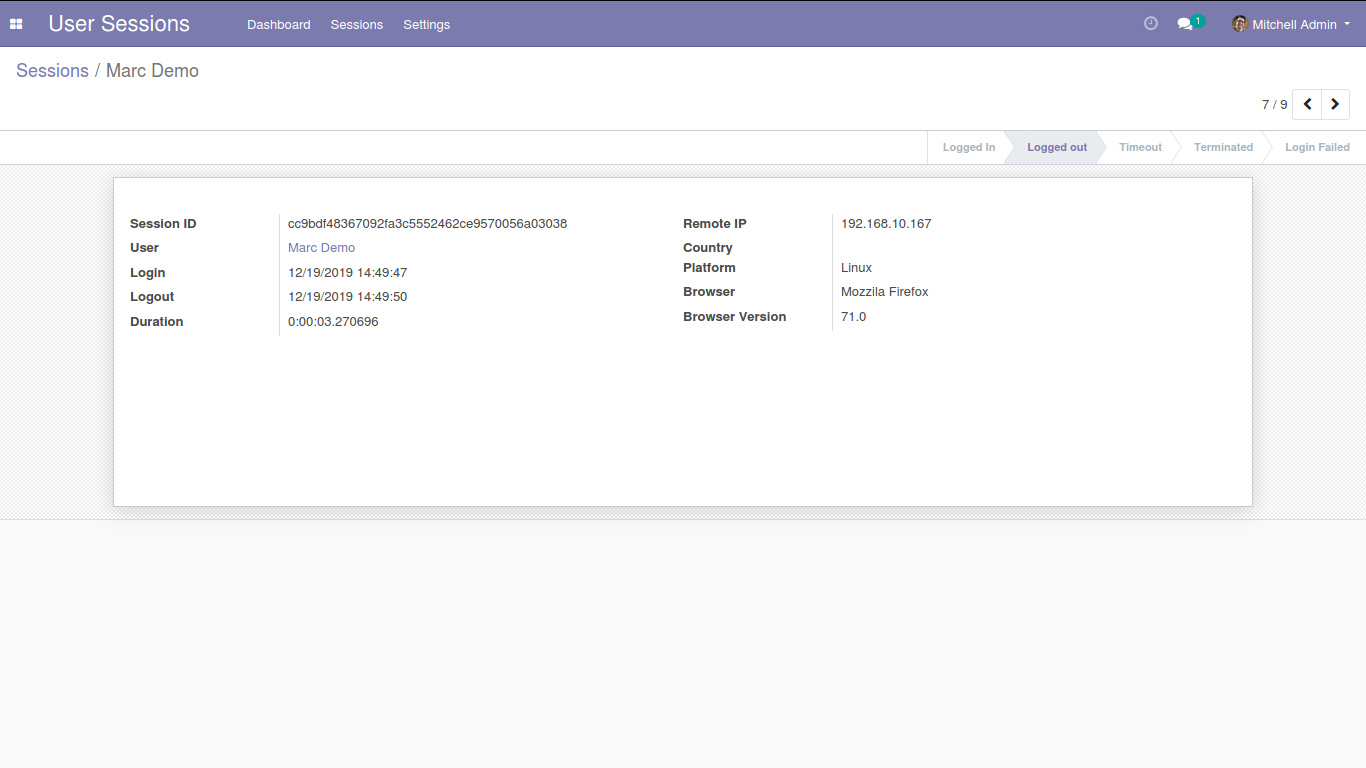 User Sessions Dashboard Sessions Settings 1 Mitchell Admin
Sessions / Marc Demo
7 / 9
Logged In Logged out Timeout Terminated Login Failed
Session ID cc9bdf48367092fa3c5552462ce9570056a03038
User Marc Demo
Login 12/19/2019 14:49:47
Logout 12/19/2019 14:49:50
Duration 0:00:03.270696
Remote IP 192.168.10.167
Country
Platform Linux
Browser Mozzila Firefox
Browser Version 71.0